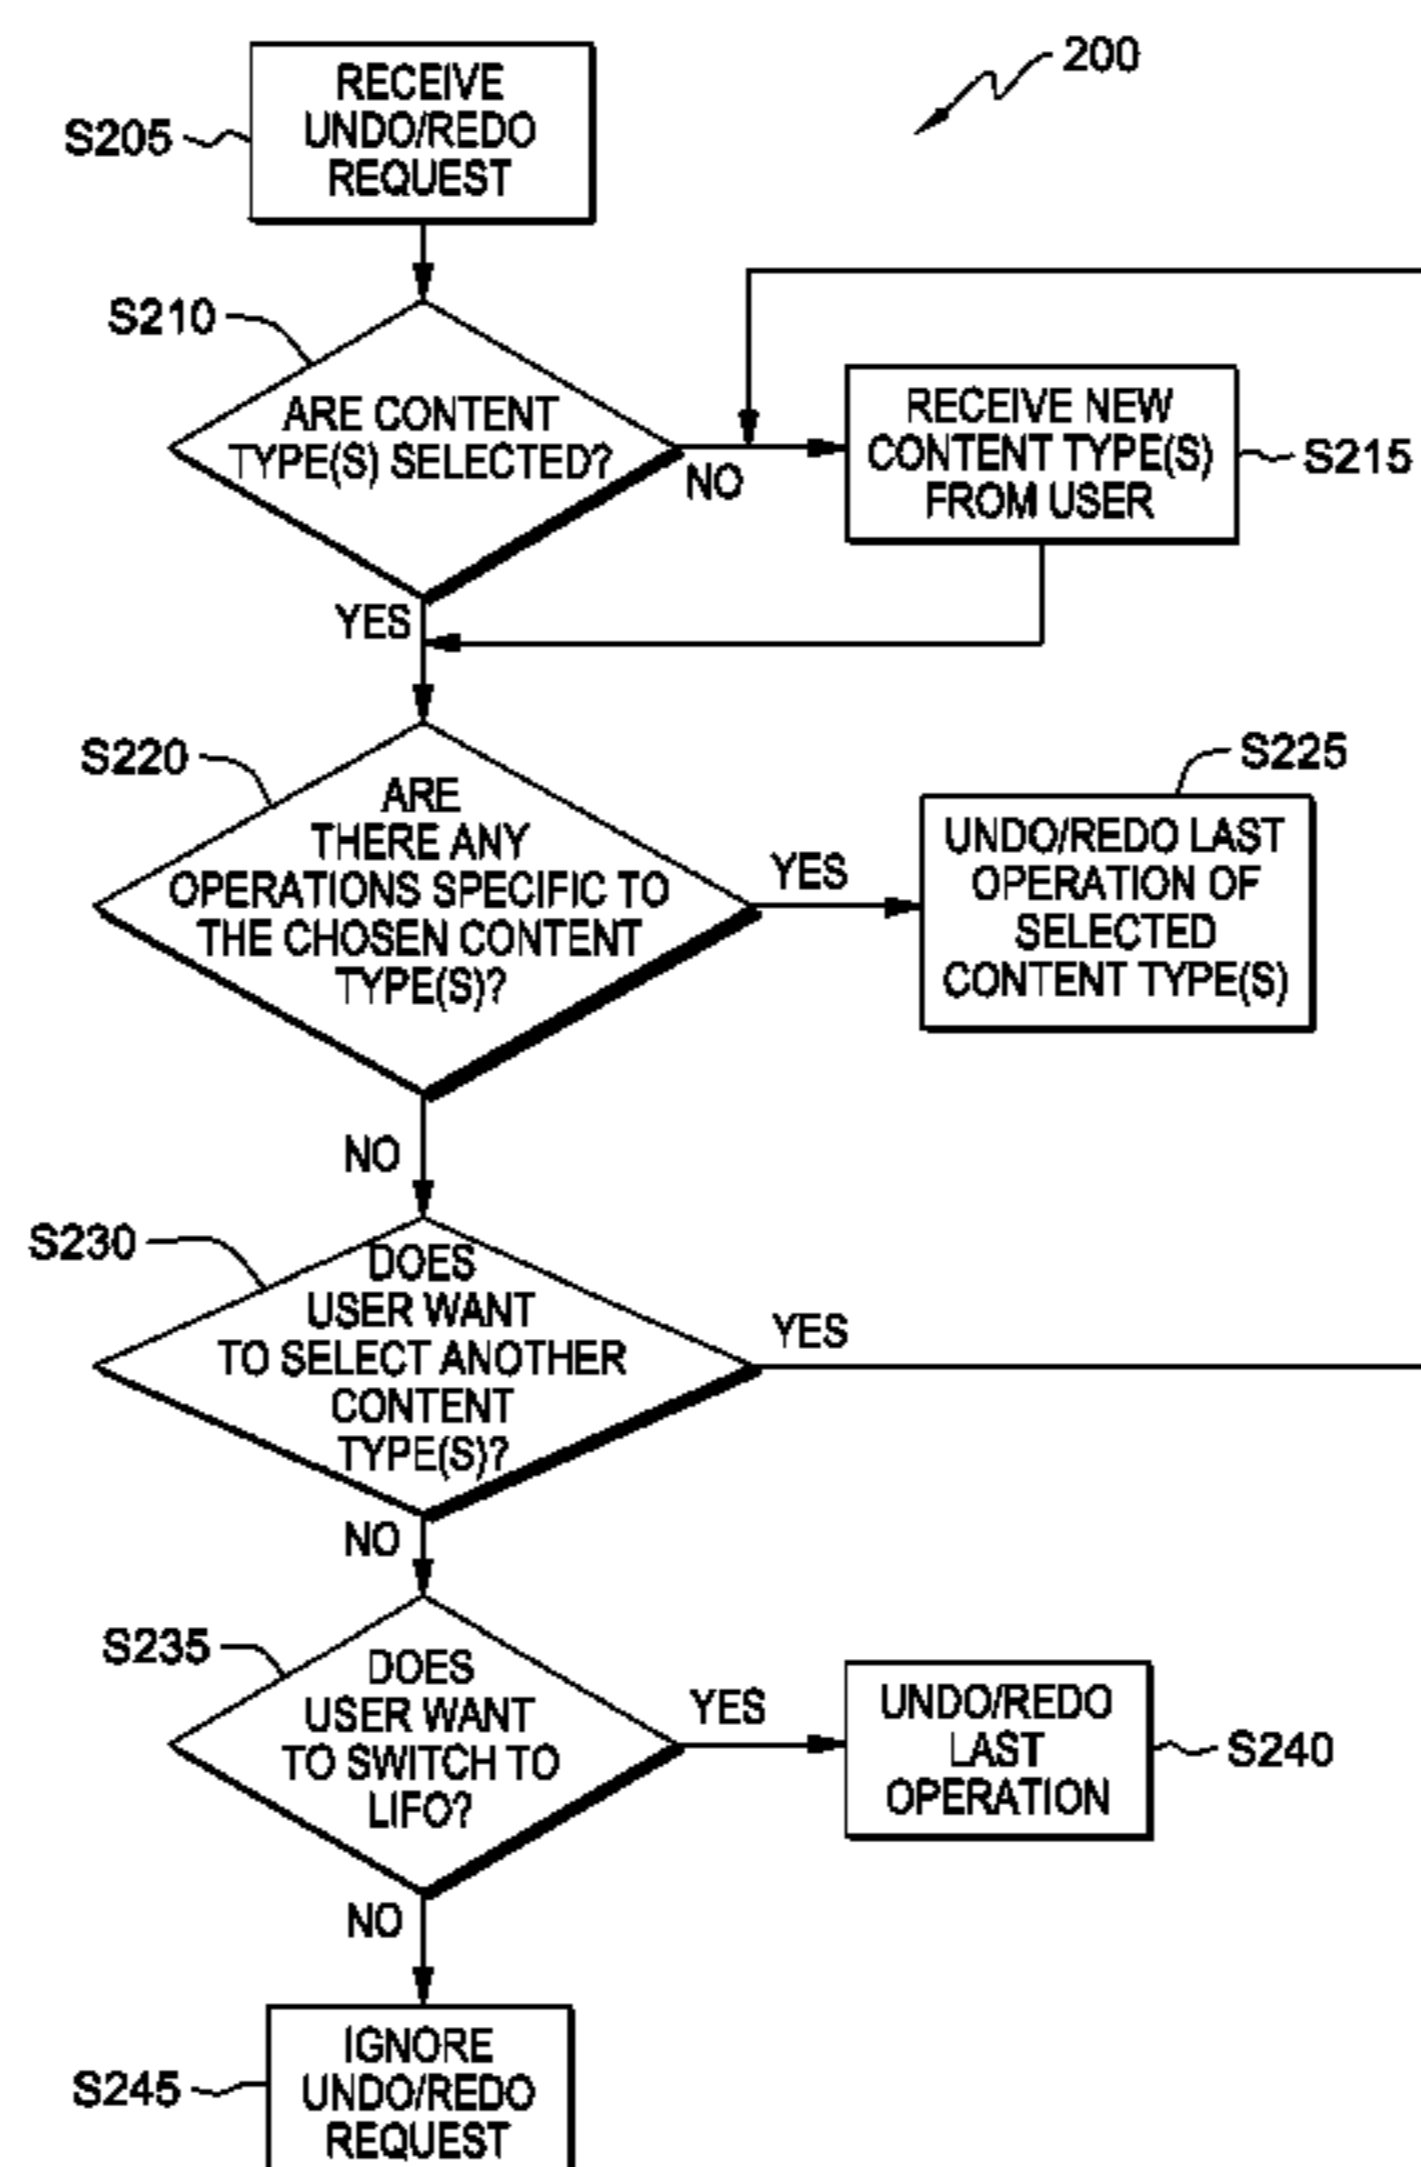 200
RECEIVE
UNDO/REDO
REQUEST
S205
S210
ARE CONTENT
TYPE(S) SELECTED?
NO
YES
RECEIVE NEW
CONTENT TYPE(S)
FROM USER
S215
S220
ARE
THERE ANY
OPERATIONS SPECIFIC TO
THE CHOSEN CONTENT
TYPE(S)?
YES
NO
S225
UNDO/REDO LAST
OPERATION OF
SELECTED
CONTENT TYPE(S)
S230
DOES
USER WANT
TO SELECT ANOTHER
CONTENT
TYPE(S)?
YES
NO
S235
DOES
USER WANT
TO SWITCH TO
LIFO?
YES
NO
UNDO/REDO
LAST
OPERATION
S240
S245
IGNORE
UNDO/REDO
REQUEST